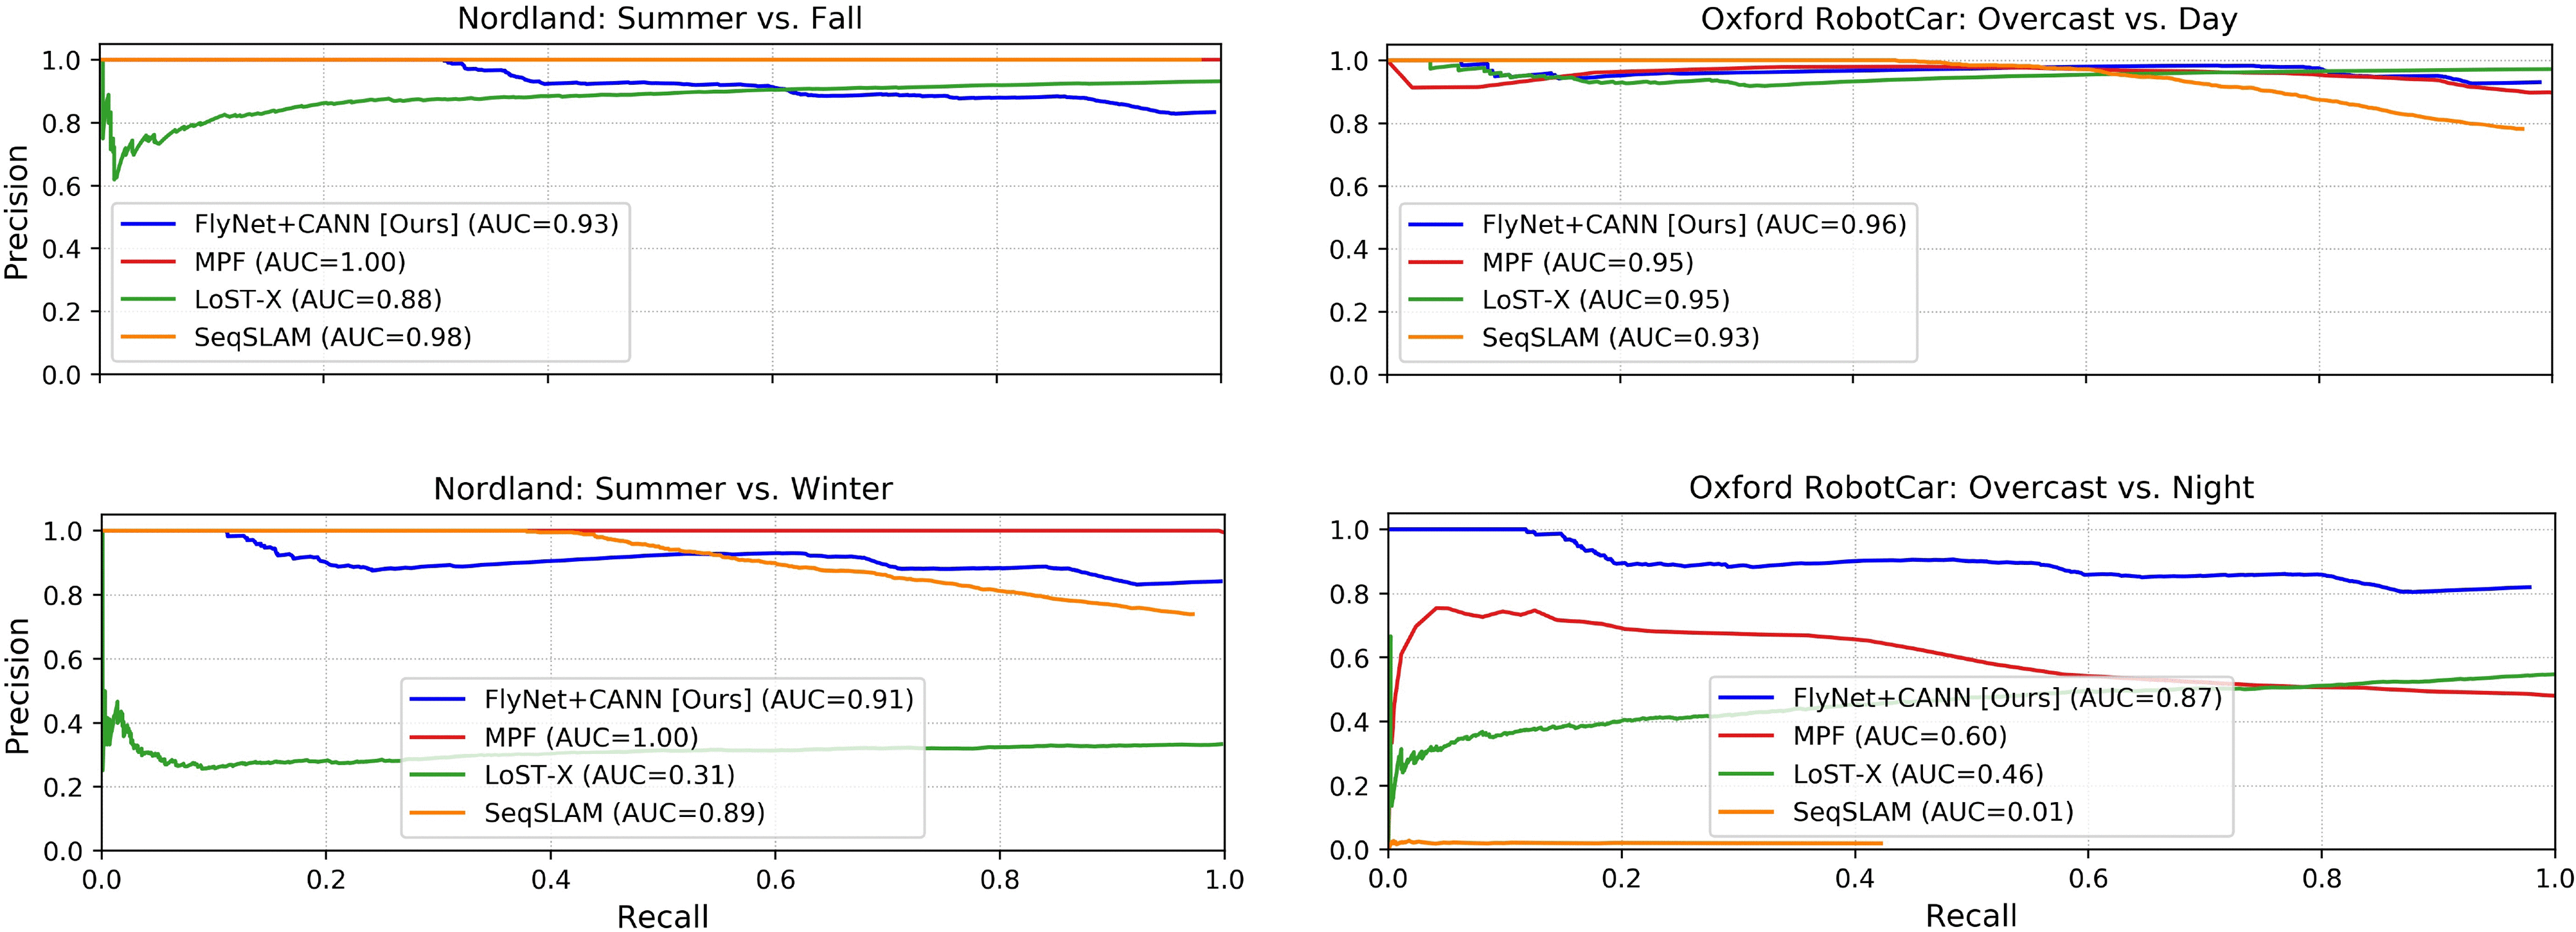 Nordland: Summer vs. Fall
Precision
1.0
0.8
0.6
0.4
0.2
0.0
FlyNet+CANN [Ours] (AUC=0.93)
MPF (AUC=1.00)
LoST-X (AUC=0.88)
SeqSLAM (AUC=0.98)
Oxford RobotCar: Overcast vs. Day
1.0
0.8
0.6
0.4
0.2
0.0
FlyNet+CANN [Ours] (AUC=0.96)
MPF (AUC=0.95)
LoST-X (AUC=0.95)
SeqSLAM (AUC=0.93)
Nordland: Summer vs. Winter
Precision
1.0
0.8
0.6
0.4
0.2
0.0
FlyNet+CANN [Ours] (AUC=0.91)
MPF (AUC=1.00)
LoST-X (AUC=0.31)
SeqSLAM (AUC=0.89)
0.0 0.2 0.4 0.6 0.8 1.0
Recall
Oxford RobotCar: Overcast vs. Night
1.0
0.8
0.6
0.4
0.2
0.0
FlyNet+CANN [Ours] (AUC=0.87)
MPF (AUC=0.60)
LoST-X (AUC=0.46)
SeqSLAM (AUC=0.01)
0.0 0.2 0.4 0.6 0.8 1.0
Recall